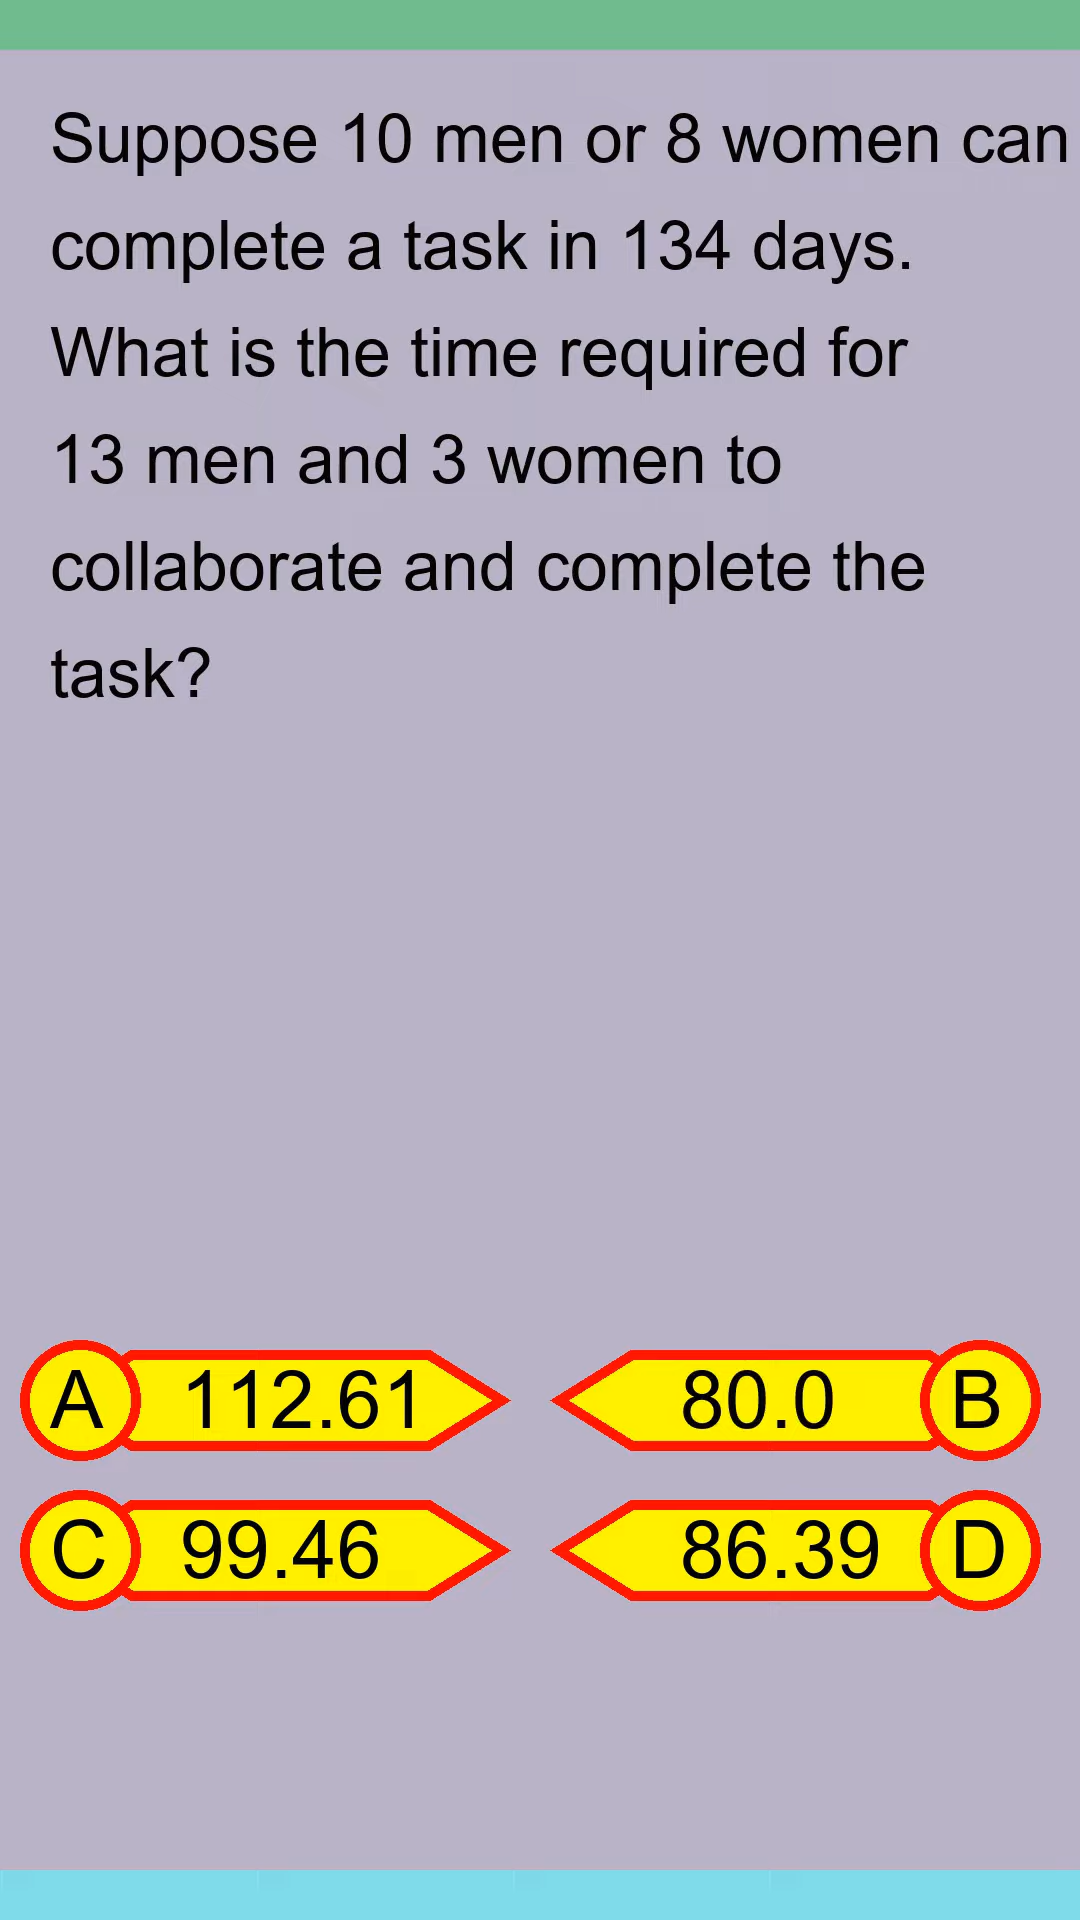 Suppose 10 men or 8 women can
complete a task in 134 days.
What is the time required for
13 men and 3 women to
collaborate and complete the
task?
A 112.61 80.0 B
C 99.46 86.39 D